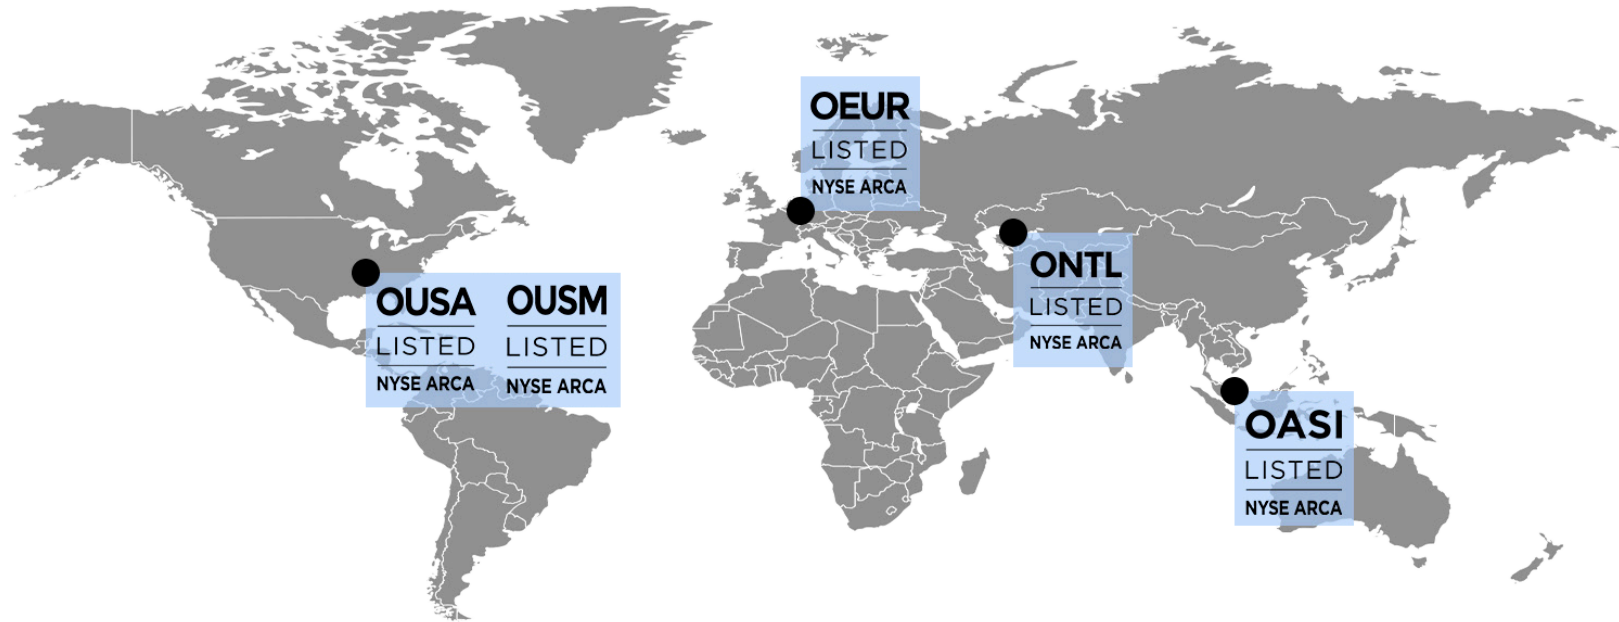 OEUR
LISTED
NYSE ARCA
ONTL
LISTED
NYSE ARCA
OUSA
LISTED
NYSE ARCA
OUSM
LISTED
NYSE ARCA
OASI
LISTED
NYSE ARCA